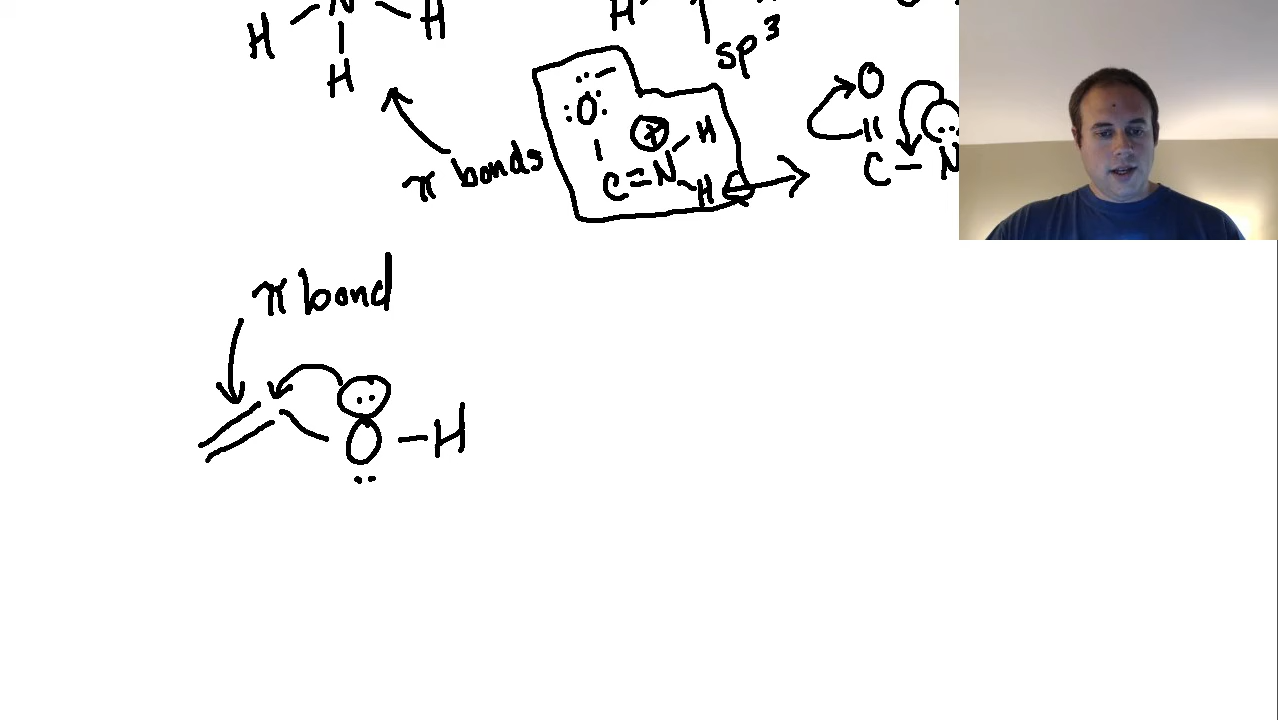 H N H
H
H
sp³
O
O H
C = N H
π bonds
O
C - N
π bond
O - H